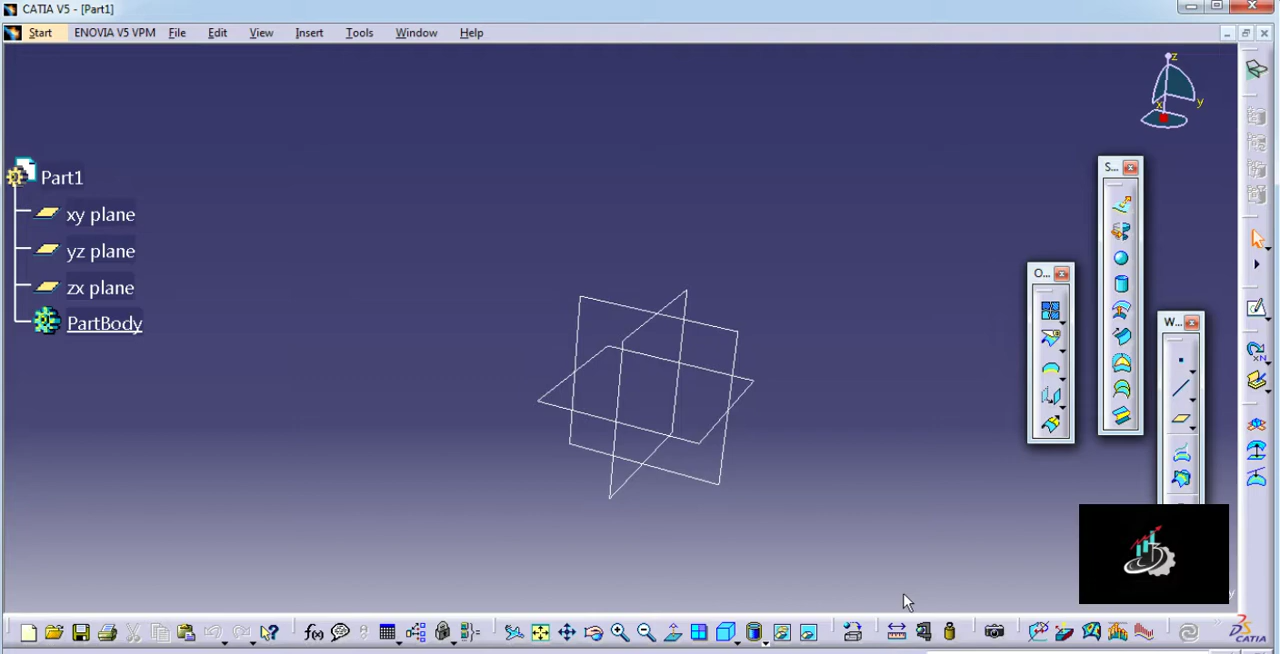 CATIA V5 - [Part1]
Start ENOVIA V5 VPM File Edit View Insert Tools Window Help
z
x y
Part1
xy plane
yz plane
zx plane
PartBody
S...
O...
W...
f(x)
CATIA